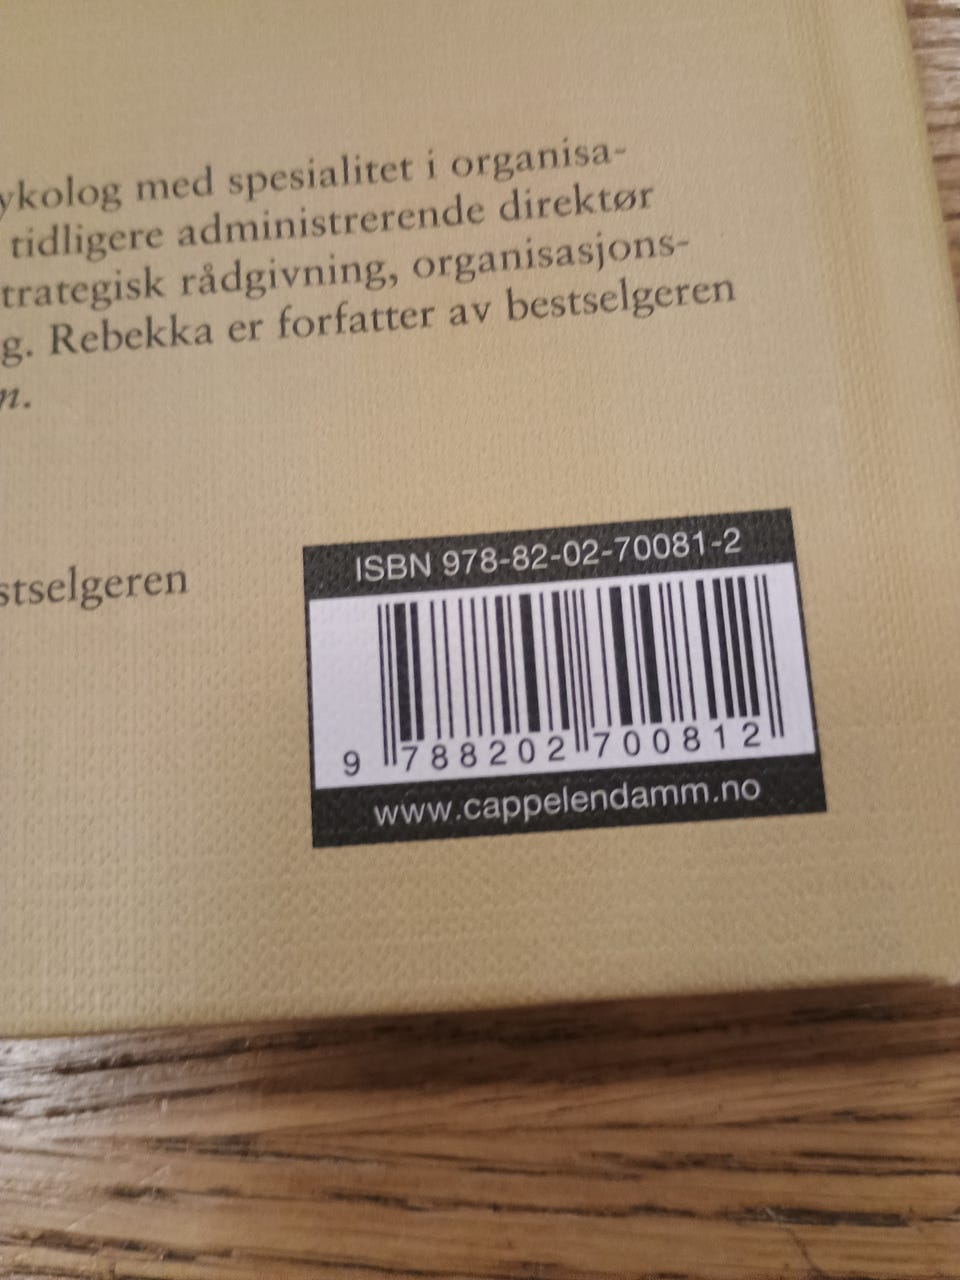 ykolog med spesialitet i organisa-
tidligere administrerende direktør
trategisk rådgivning, organisasjons-
g. Rebekka er forfatter av bestselgeren
n.
stselgeren
ISBN 978-82-02-70081-2
9 788202 700812
www.cappelendamm.no